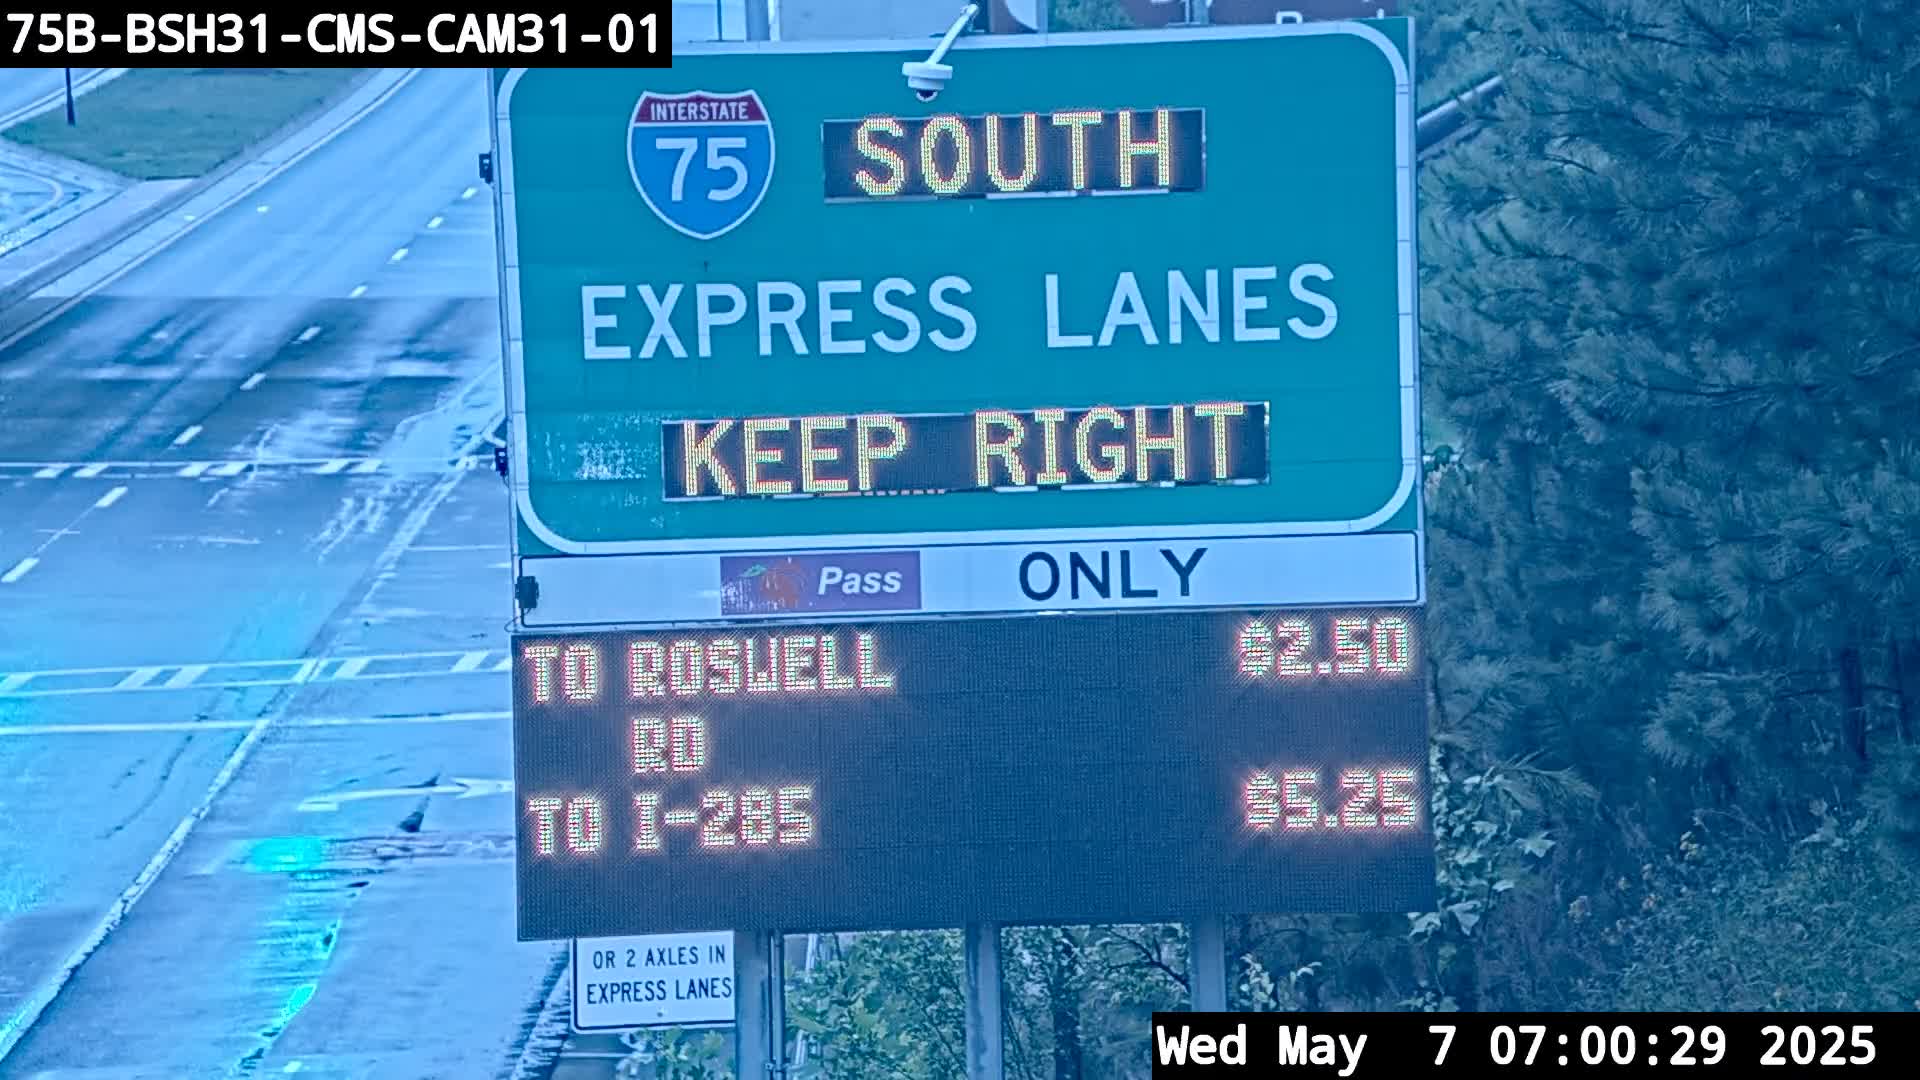 75B-BSH31-CMS-CAM31-01
INTERSTATE
75
SOUTH
EXPRESS LANES
KEEP RIGHT
Pass ONLY
TO ROSWELL $2.50
RD
TO I-285 $5.25
OR 2 AXLES IN
EXPRESS LANES
Wed May 7 07:00:29 2025